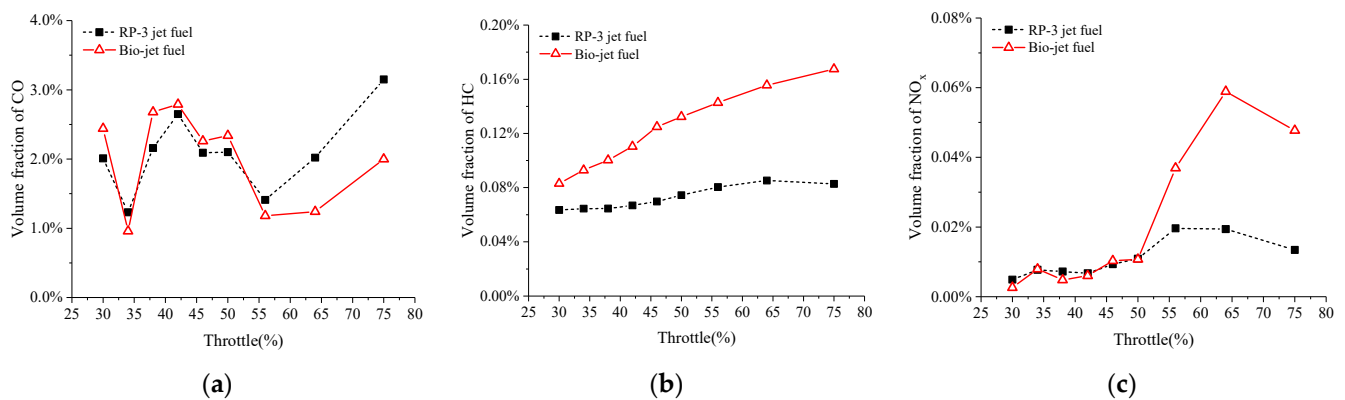 4.0%
3.0%
2.0%
1.0%
0.0%
Volume fraction of CO
RP-3 jet fuel
Bio-jet fuel
25 30 35 40 45 50 55 60 65 70 75 80
Throttle(%)
(a)
0.20%
0.16%
0.12%
0.08%
0.04%
0.00%
Volume fraction of HC
RP-3 jet fuel
Bio-jet fuel
25 30 35 40 45 50 55 60 65 70 75 80
Throttle(%)
(b)
0.08%
0.06%
0.04%
0.02%
0.00%
Volume fraction of NOx
RP-3 jet fuel
Bio-jet fuel
25 30 35 40 45 50 55 60 65 70 75 80
Throttle(%)
(c)